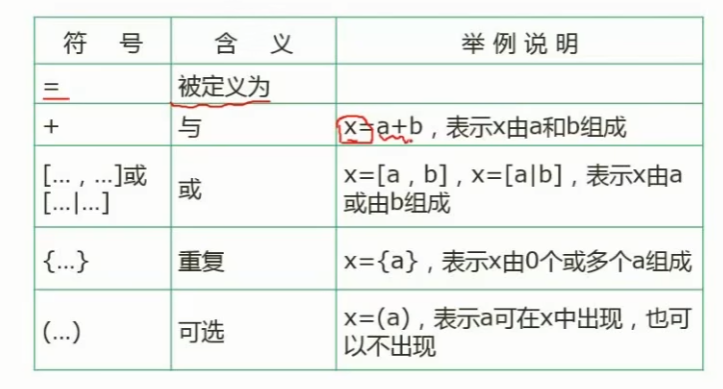 符 号 含 义 举 例 说 明
= 被定义为
+ 与 x=a+b，表示x由a和b组成
[... , ...]或 x=[a , b]，x=[a|b]，表示x由a
[...|...] 或 或由b组成
{...} 重复 x={a}，表示x由0个或多个a组成
(...) 可选 x=(a)，表示a可在x中出现，也可
以不出现